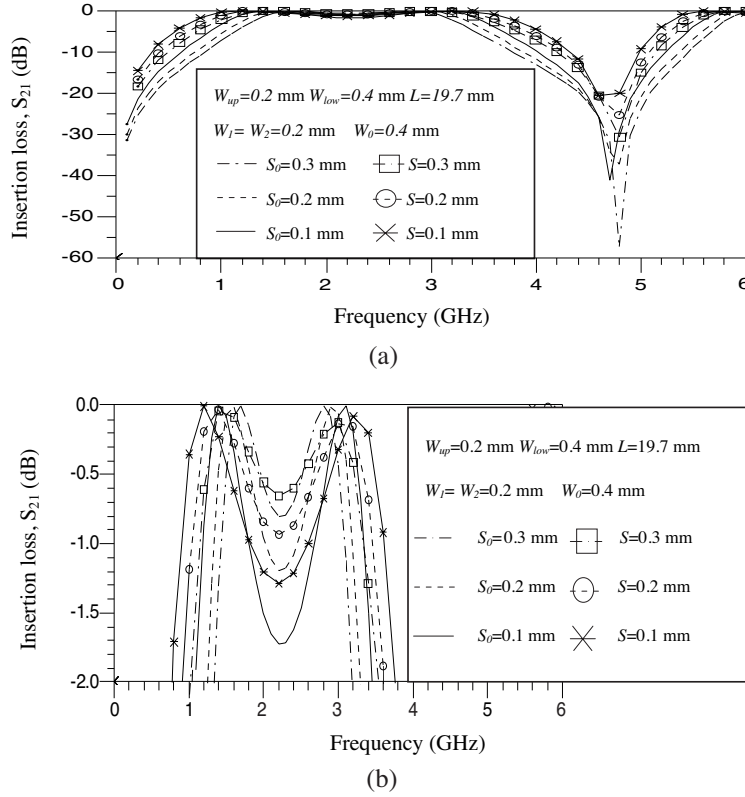 0
-10
-20
-30
-40
-50
-60
Insertion loss, S21 (dB)
Wup=0.2 mm Wlow=0.4 mm L=19.7 mm
W1= W2=0.2 mm W0=0.4 mm
S0=0.3 mm S=0.3 mm
S0=0.2 mm S=0.2 mm
S0=0.1 mm S=0.1 mm
0 1 2 3 4 5 6
Frequency (GHz)
(a)
0.0
-0.5
-1.0
-1.5
-2.0
Insertion loss, S21 (dB)
Wup=0.2 mm Wlow=0.4 mm L=19.7 mm
W1= W2=0.2 mm W0=0.4 mm
S0=0.3 mm S=0.3 mm
S0=0.2 mm S=0.2 mm
S0=0.1 mm S=0.1 mm
0 1 2 3 4 5 6
Frequency (GHz)
(b)